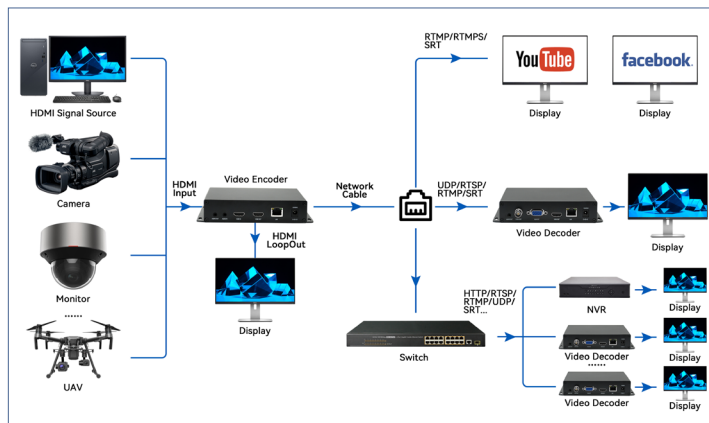 HDMI Signal Source
Camera
Monitor
......
UAV
HDMI
Input
Video Encoder
HDMI
LoopOut
Display
Network
Cable
RTMP/RTMPS/
SRT
YouTube
Display
facebook.
Display
UDP/RTSP/
RTMP/SRT
Video Decoder
Display
Switch
HTTP/RTSP/
RTMP/UDP/
SRT...
NVR
Display
Video Decoder
Display
......
Video Decoder
Display